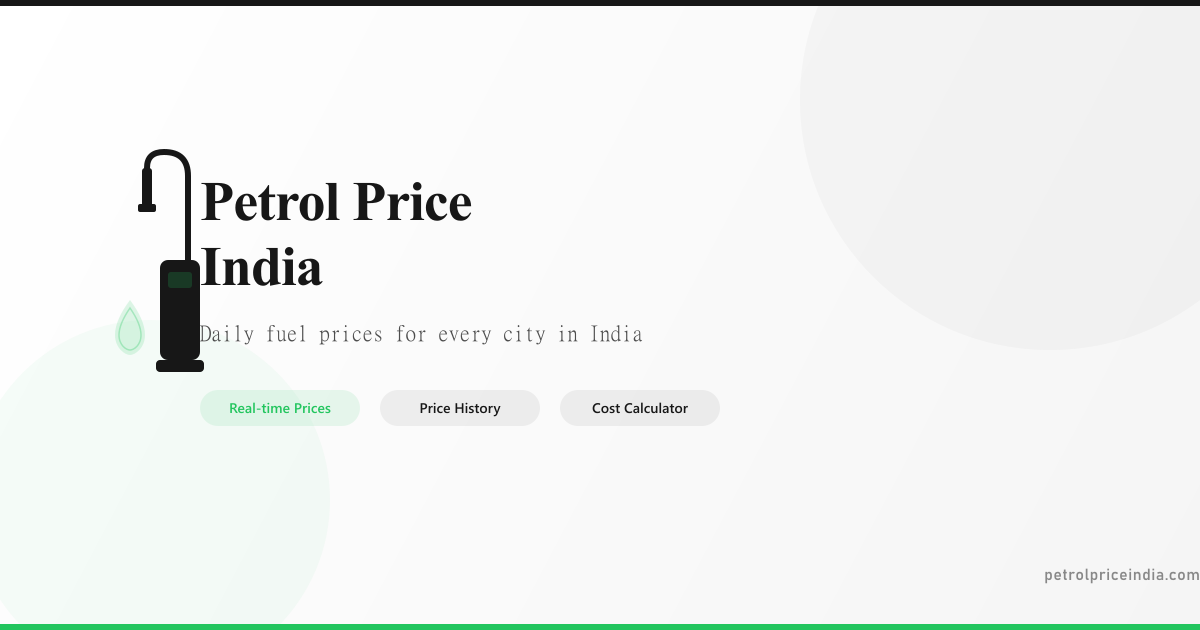 Petrol Price
India
Daily fuel prices for every city in India
Real-time Prices
Price History
Cost Calculator
petrolpriceindia.com